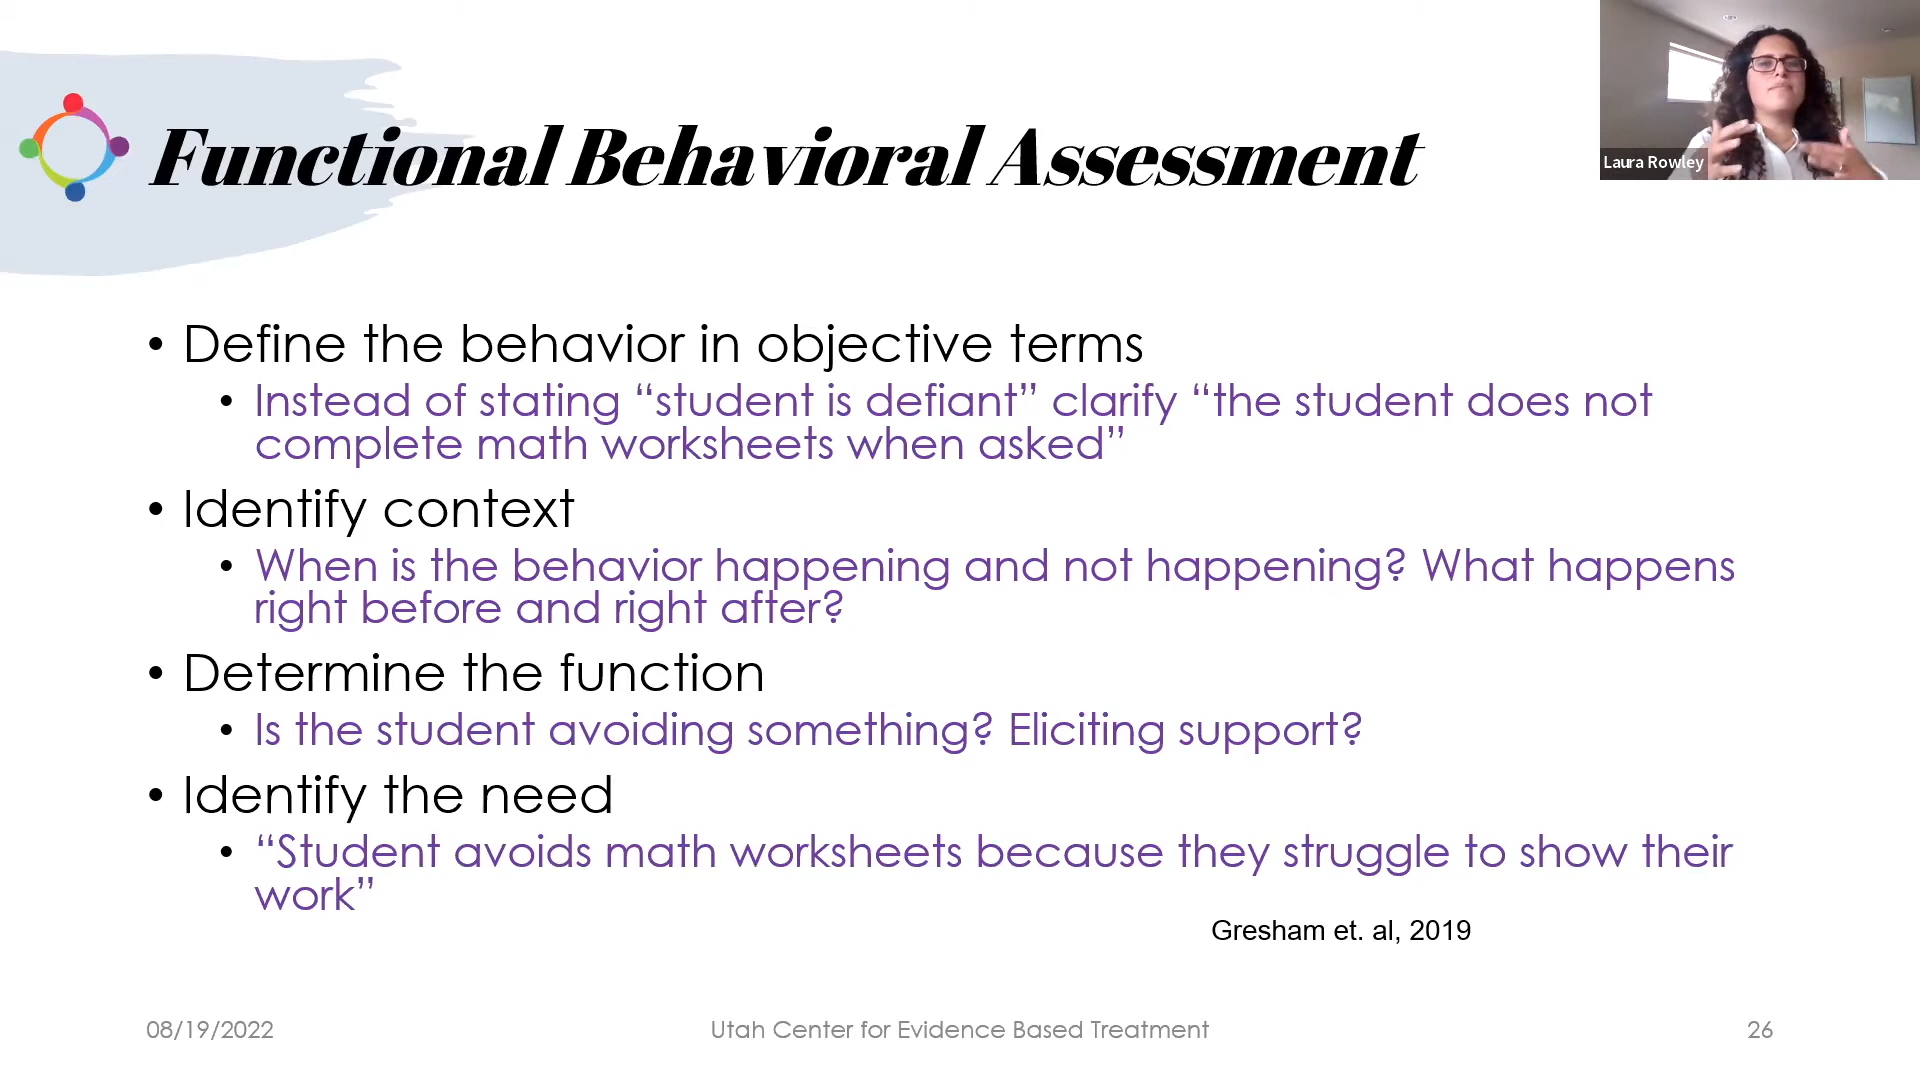 Functional Behavioral Assessment
Laura Rowley
• Define the behavior in objective terms
• Instead of stating “student is defiant” clarify “the student does not
complete math worksheets when asked”
• Identify context
• When is the behavior happening and not happening? What happens
right before and right after?
• Determine the function
• Is the student avoiding something? Eliciting support?
• Identify the need
• “Student avoids math worksheets because they struggle to show their
work”
Gresham et. al, 2019
08/19/2022
Utah Center for Evidence Based Treatment
26